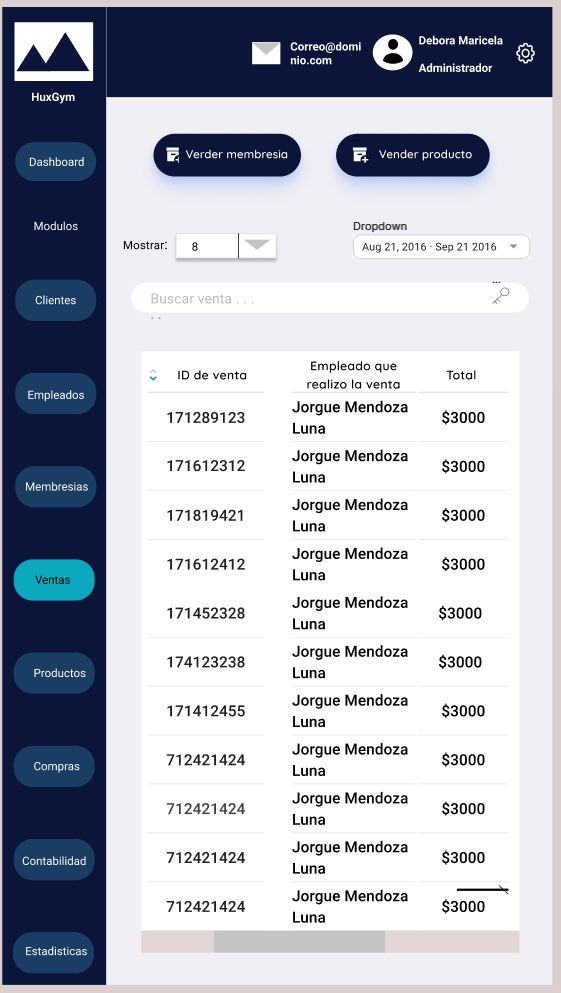 HuxGym
Correo@domi
nio.com
Debora Maricela
Administrador
Dashboard
Modulos
Clientes
Empleados
Membresias
Ventas
Productos
Compras
Contabilidad
Estadisticas
Verder membresia
Vender producto
Mostrar:
8
Dropdown
Aug 21, 2016 · Sep 21 2016
Buscar venta . . .
. .
...
ID de venta
Empleado que
realizo la venta
Total
171289123
Jorgue Mendoza
Luna
$3000
171612312
Jorgue Mendoza
Luna
$3000
171819421
Jorgue Mendoza
Luna
$3000
171612412
Jorgue Mendoza
Luna
$3000
171452328
Jorgue Mendoza
Luna
$3000
174123238
Jorgue Mendoza
Luna
$3000
171412455
Jorgue Mendoza
Luna
$3000
712421424
Jorgue Mendoza
Luna
$3000
712421424
Jorgue Mendoza
Luna
$3000
712421424
Jorgue Mendoza
Luna
$3000
712421424
Jorgue Mendoza
Luna
$3000